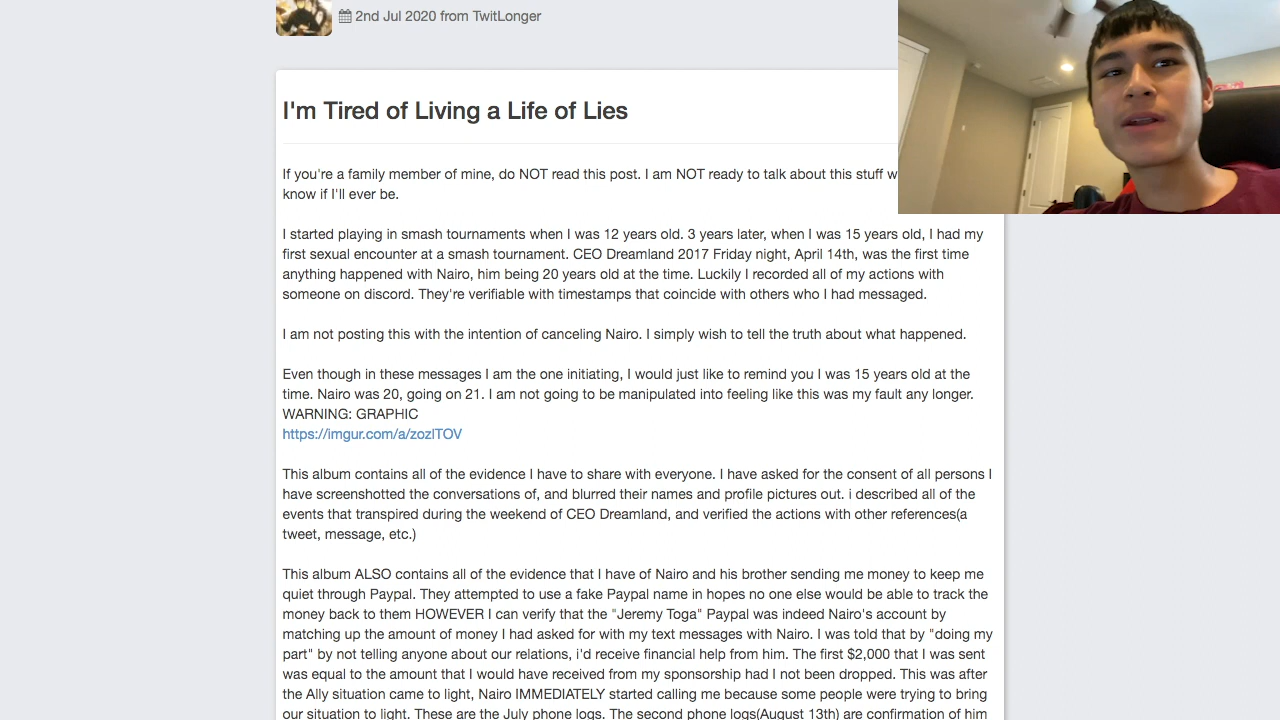 2nd Jul 2020 from TwitLonger
I'm Tired of Living a Life of Lies
If you're a family member of mine, do NOT read this post. I am NOT ready to talk about this stuff
know if I'll ever be.
I started playing in smash tournaments when I was 12 years old. 3 years later, when I was 15 years old, I had my
first sexual encounter at a smash tournament. CEO Dreamland 2017 Friday night, April 14th, was the first time
anything happened with Nairo, him being 20 years old at the time. Luckily I recorded all of my actions with
someone on discord. They're verifiable with timestamps that coincide with others who I had messaged.
I am not posting this with the intention of canceling Nairo. I simply wish to tell the truth about what happened.
Even though in these messages I am the one initiating, I would just like to remind you I was 15 years old at the
time. Nairo was 20, going on 21. I am not going to be manipulated into feeling like this was my fault any longer.
WARNING: GRAPHIC
https://imgur.com/a/zozlTOV
This album contains all of the evidence I have to share with everyone. I have asked for the consent of all persons I
have screenshotted the conversations of, and blurred their names and profile pictures out. i described all of the
events that transpired during the weekend of CEO Dreamland, and verified the actions with other references(a
tweet, message, etc.)
This album ALSO contains all of the evidence that I have of Nairo and his brother sending me money to keep me
quiet through Paypal. They attempted to use a fake Paypal name in hopes no one else would be able to track the
money back to them HOWEVER I can verify that the "Jeremy Toga" Paypal was indeed Nairo's account by
matching up the amount of money I had asked for with my text messages with Nairo. I was told that by "doing my
part" by not telling anyone about our relations, i'd receive financial help from him. The first $2,000 that I was sent
was equal to the amount that I would have received from my sponsorship had I not been dropped. This was after
the Ally situation came to light, Nairo IMMEDIATELY started calling me because some people were trying to bring
our situation to light. These are the July phone logs. The second phone logs(August 13th) are confirmation of him